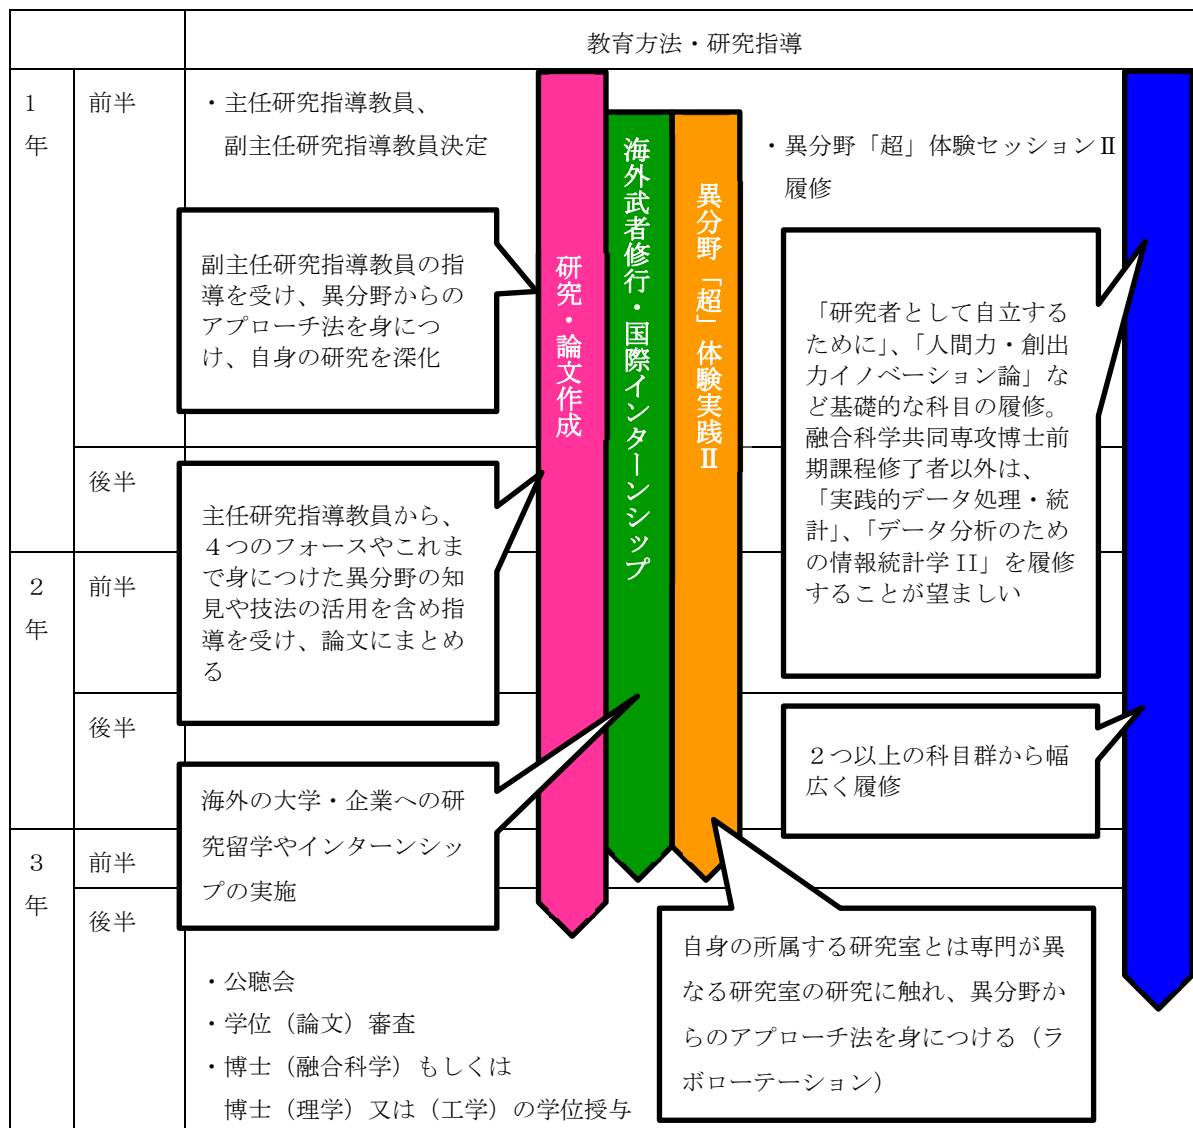 教育方法・研究指導
1
年
前半
・主任研究指導教員、
副主任研究指導教員決定
・異分野「超」体験セッションⅡ
履修
研究・論文作成
海外武者修行・国際インターンシップ
異分野「超」体験実践Ⅱ
副主任研究指導教員の指
導を受け、異分野からの
アプローチ法を身につ
け、自身の研究を深化
「研究者として自立する
ために」、「人間力・創出
力イノベーション論」な
ど基礎的な科目の履修。
融合科学共同専攻博士前
期課程修了者以外は、
「実践的データ処理・統
計」、「データ分析のため
の情報統計学 II」を履修
することが望ましい
後半
主任研究指導教員から、
４つのフォースやこれま
で身につけた異分野の知
見や技法の活用を含め指
導を受け、論文にまとめ
る
２
年
前半
後半
２つ以上の科目群から幅
広く履修
海外の大学・企業への研
究留学やインターンシッ
プの実施
３
年
前半
後半
自身の所属する研究室とは専門が異
なる研究室の研究に触れ、異分野か
らのアプローチ法を身につける（ラ
ボローテーション）
・公聴会
・学位（論文）審査
・博士（融合科学）もしくは
博士（理学）又は（工学）の学位授与